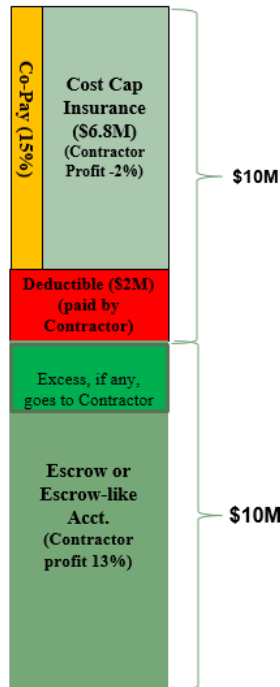 Co-Pay (15%)
Cost Cap
Insurance
($6.8M)
(Contractor
Profit -2%)
$10M
Deductible ($2M)
(paid by
Contractor)
Excess, if any,
goes to Contractor
Escrow or
Escrow-like
Acct.
(Contractor
profit 13%)
$10M